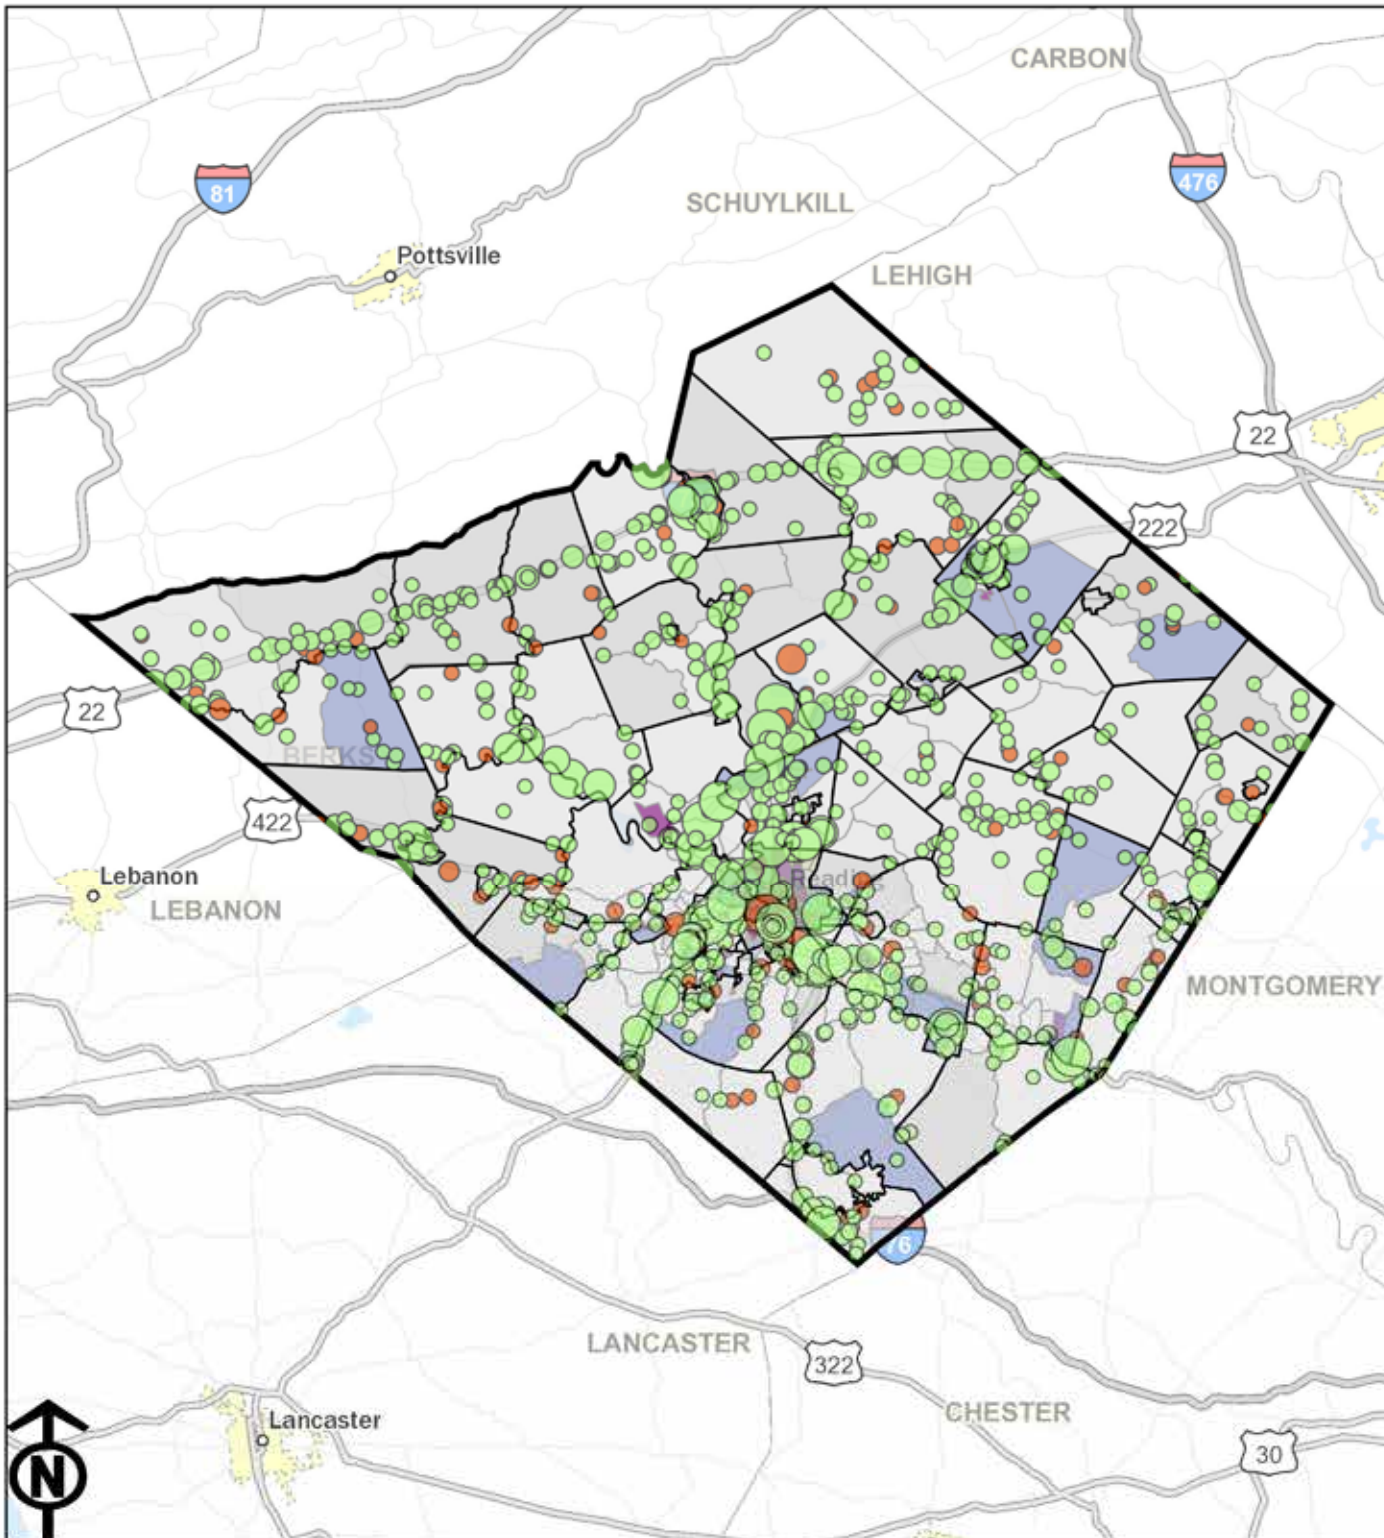 CARBON
81
476
SCHUYLKILL
Pottsville
LEHIGH
22
222
22
BERKS
422
Lebanon
Reading
LEBANON
MONTGOMERY
76
LANCASTER
322
CHESTER
Lancaster
30
N